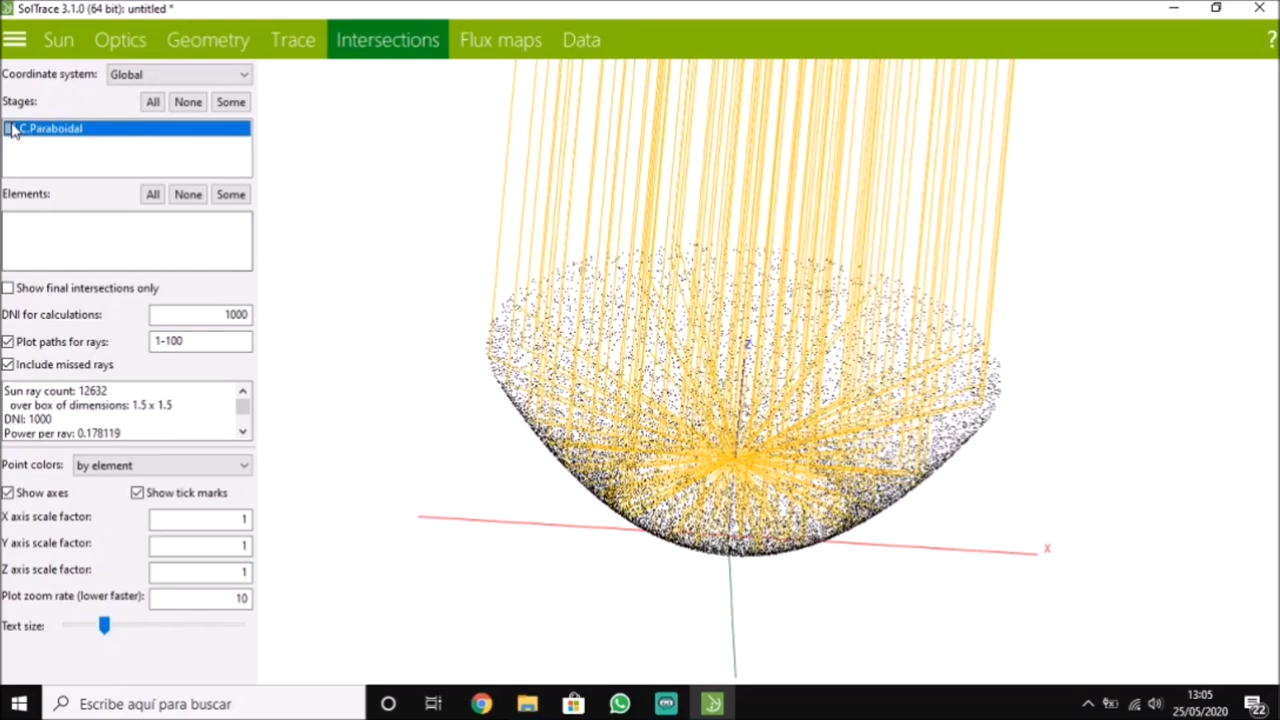 SolTrace 3.1.0 (64 bit): untitled *
Sun Optics Geometry Trace Intersections Flux maps Data ?
Coordinate system: Global
Stages: All None Some
C.Paraboidal
Elements: All None Some
Show final intersections only
DNI for calculations: 1000
Plot paths for rays: 1-100
Include missed rays
Sun ray count: 12632
over box of dimensions: 1.5 x 1.5
DNI: 1000
Power per ray: 0.178119
Point colors: by element
Show axes Show tick marks
X axis scale factor: 1
Y axis scale factor: 1
Z axis scale factor: 1
Plot zoom rate (lower faster): 10
Text size:
Z
X
Escribe aquí para buscar
13:05
25/05/2020
22